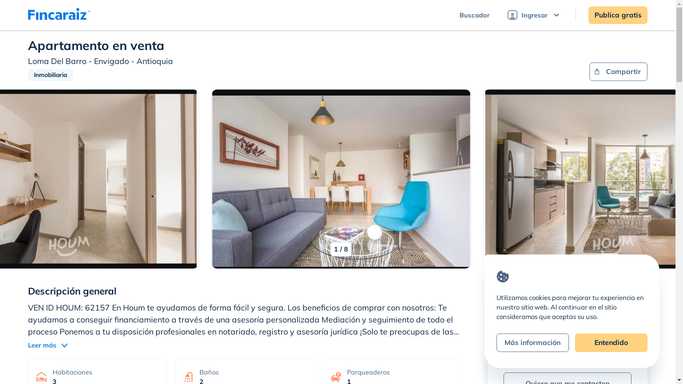 Fincaraiz
Buscador
Ingresar
Publica gratis
Apartamento en venta
Loma Del Barro - Envigado - Antioquia
Inmobiliaria
Compartir
HOUM
HOUM
1 / 8
Descripción general
VEN ID HOUM: 62157 En Houm te ayudamos de forma fácil y segura. Los beneficios de comprar con nosotros: Te
ayudamos a conseguir financiamiento a través de una asesoría personalizada Mediación y seguimiento de todo el
proceso Ponemos a tu disposición profesionales en notariado, registro y asesoría jurídica ¡Solo te preocupas de las...
Leer más
Habitaciones
3
Baños
2
Parqueaderos
1
Utilizamos cookies para mejorar tu experiencia en
nuestro sitio web. Al continuar en el sitio
consideramos que aceptas su uso.
Más información
Entendido
Quiero que me contacten